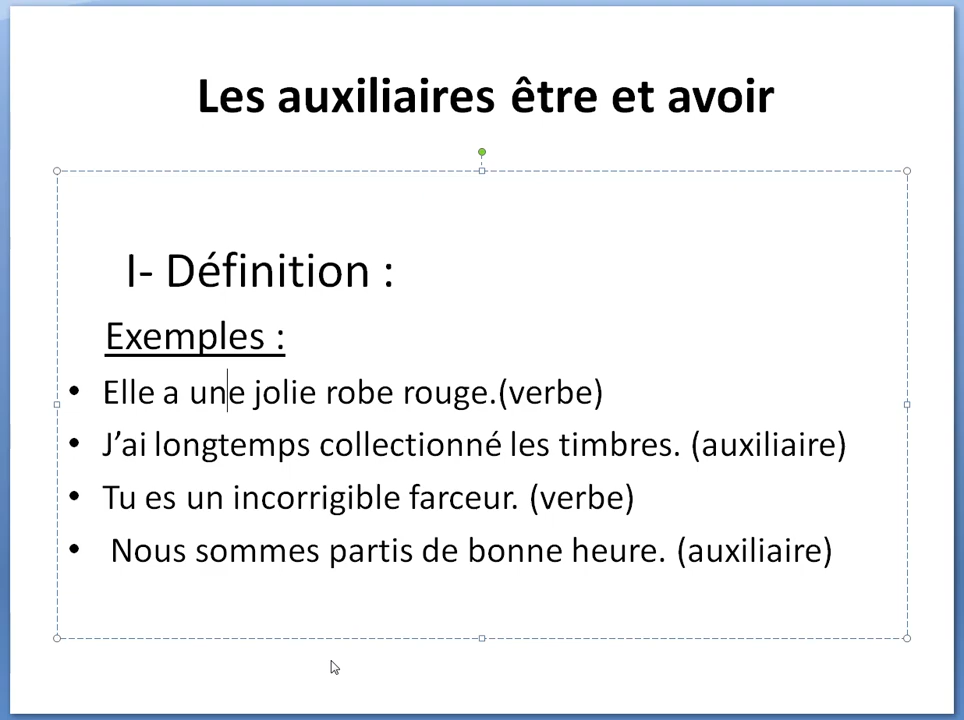 Les auxiliaires être et avoir
I- Définition :
Exemples :
• Elle a une jolie robe rouge.(verbe)
• J’ai longtemps collectionné les timbres. (auxiliaire)
• Tu es un incorrigible farceur. (verbe)
• Nous sommes partis de bonne heure. (auxiliaire)